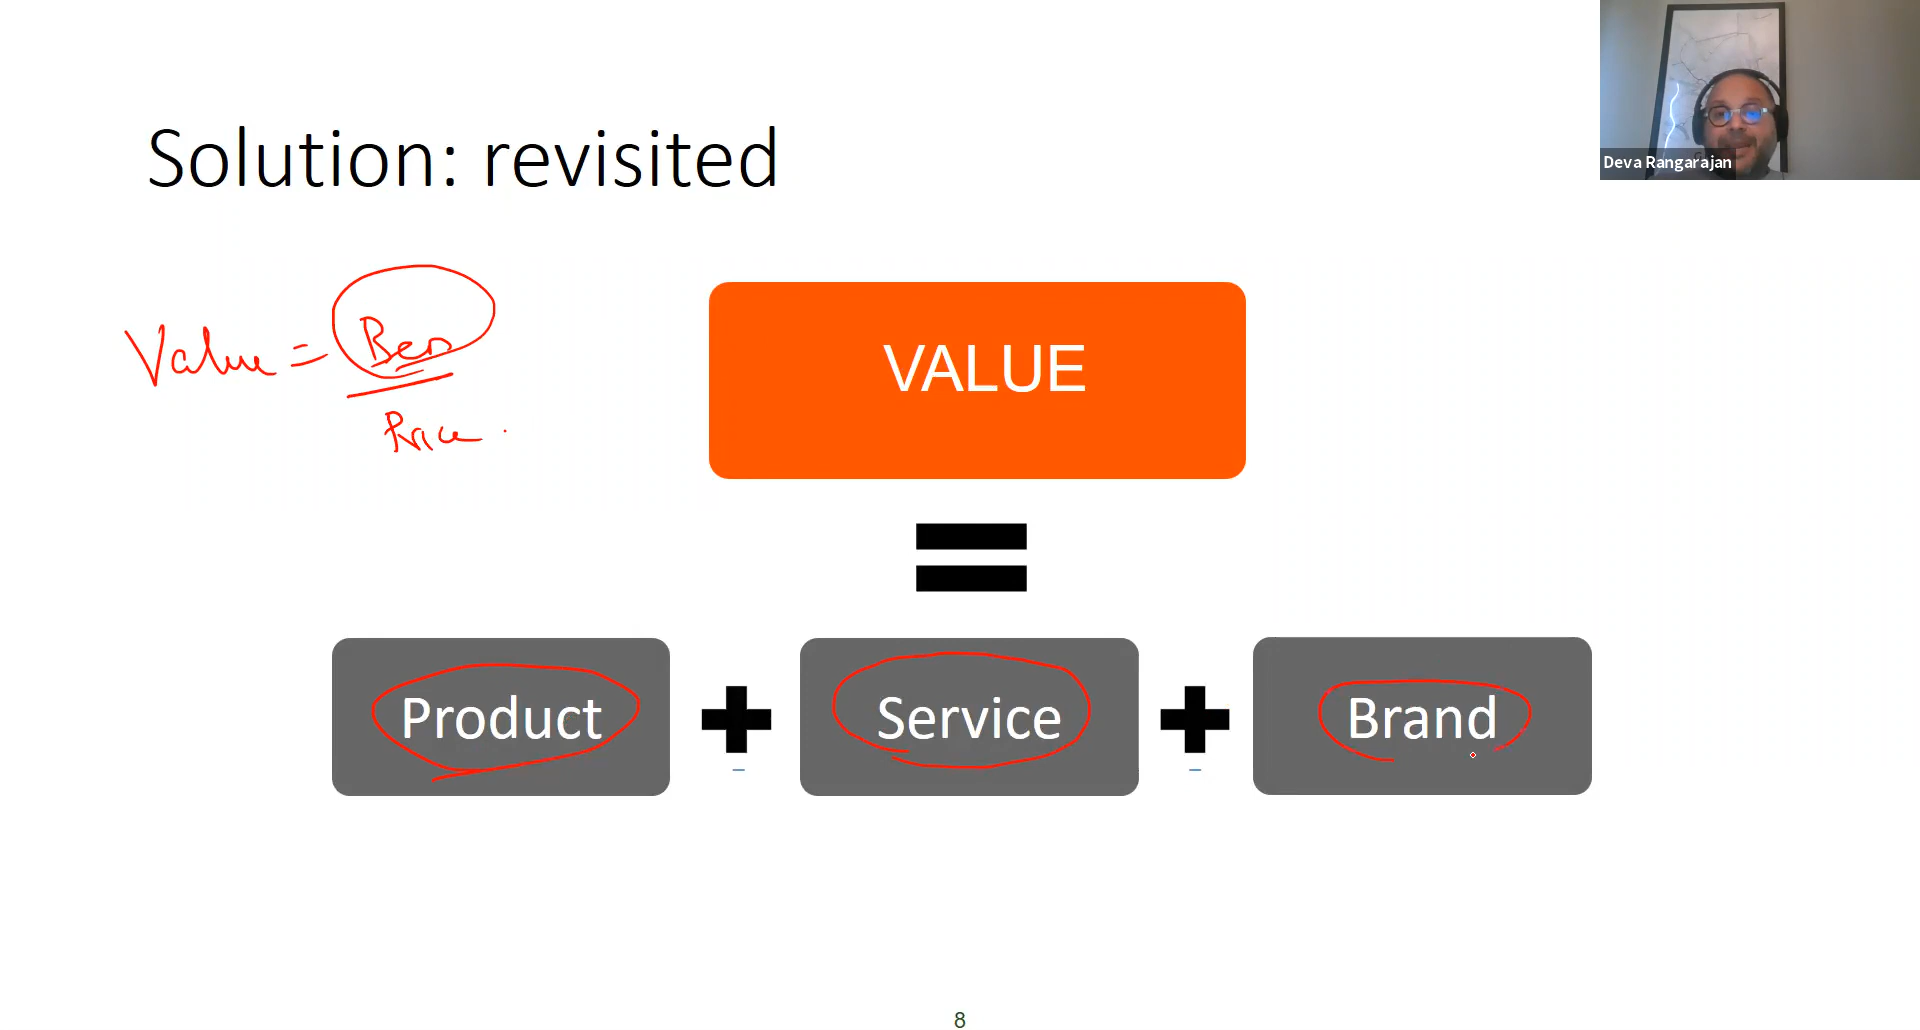 Deva Rangarajan
Solution: revisited
Value = Ben
Price
VALUE
=
Product + Service + Brand
8